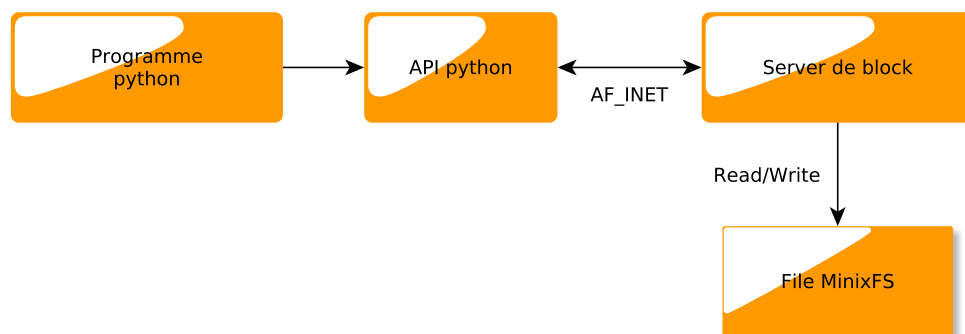 Programme
python
API python
AF_INET
Server de block
Read/Write
File MinixFS